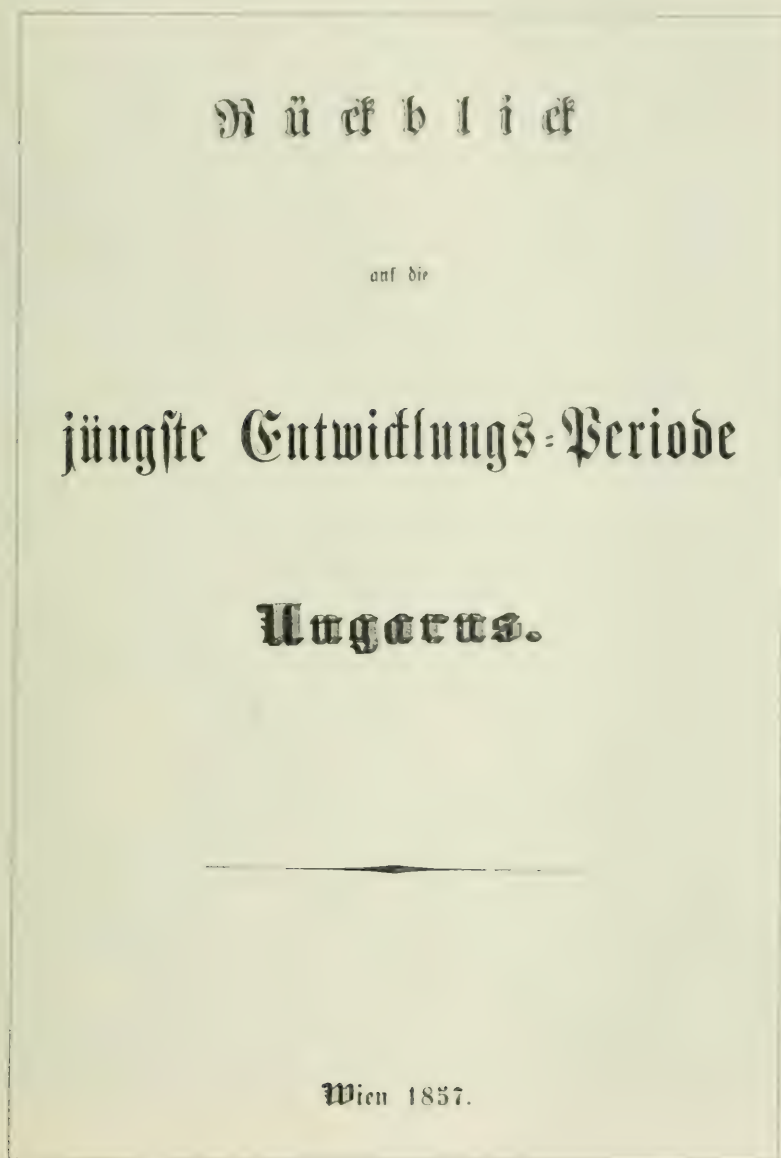 Rückblick
auf die
jüngste Entwicklungs-Periode
Ungarns.
Wien 1857.